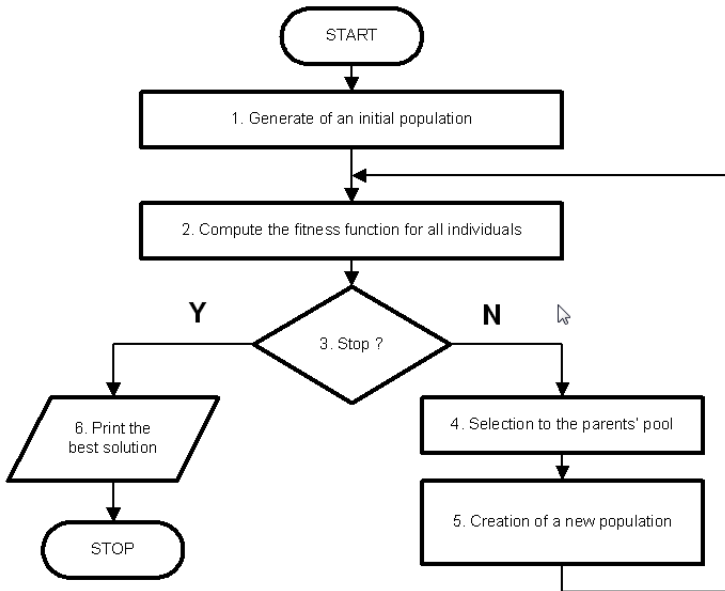 START
1. Generate of an initial population
2. Compute the fitness function for all individuals
Y
N
3. Stop ?
6. Print the
best solution
4. Selection to the parents' pool
5. Creation of a new population
STOP